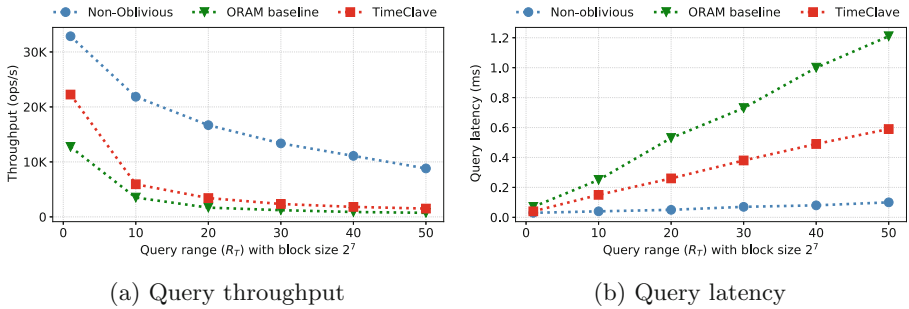 Non-oblivious ORAM baseline TimeClave
30K
20K
10K
0
Throughput (ops/s)
0 10 20 30 40 50
Query range (R_T) with block size 2^7
(a) Query throughput
Non-Oblivious ORAM baseline TimeClave
1.2
1.0
0.8
0.6
0.4
0.2
0.0
Query latency (ms)
0 10 20 30 40 50
Query range (R_T) with block size 2^7
(b) Query latency